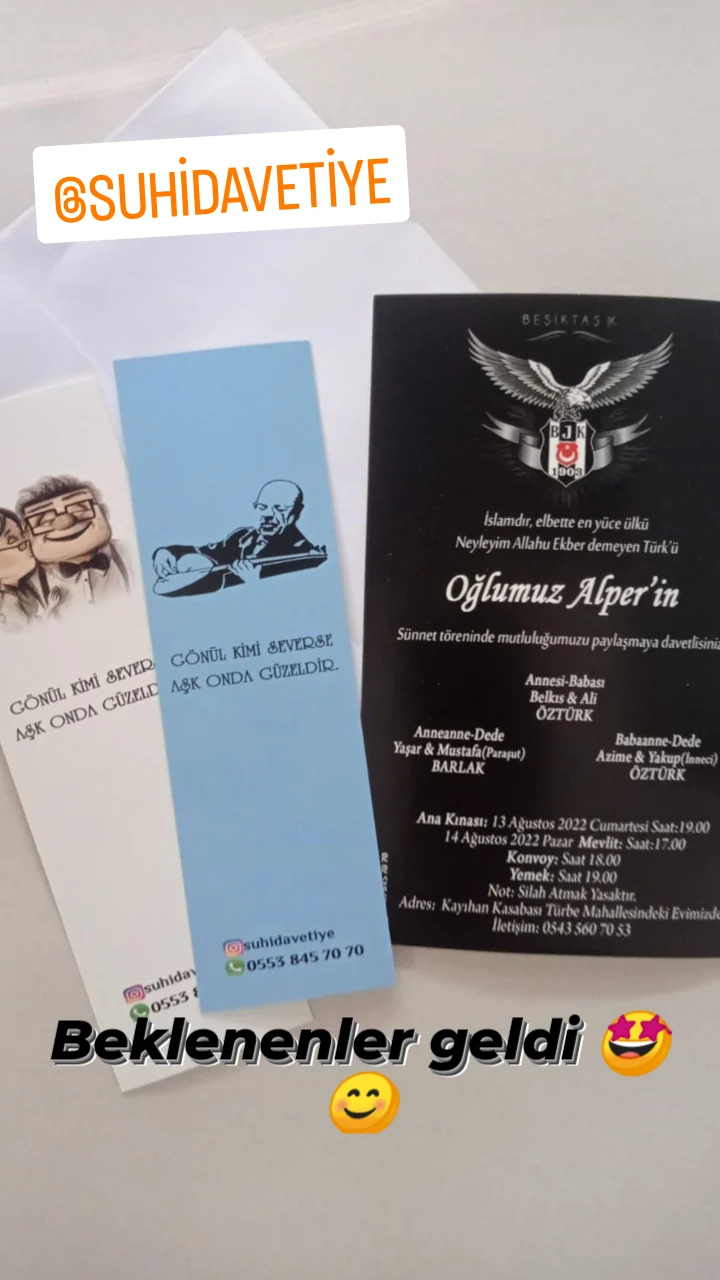 @SUHİDAVETİYE
BEŞİKTAŞ JK
BJK
1903
İslamdır, elbette en yüce ülkü
Neyleyim Allahu Ekber demeyen Türk'ü
Oğlumuz Alper'in
Sünnet töreninde mutluluğumuzu paylaşmaya davetlisiniz
Annesi-Babası
Belkıs & Ali
ÖZTÜRK
Anneanne-Dede
Yaşar & Mustafa(Paraşut)
BARLAK
Babaanne-Dede
Azime & Yakup(İnneci)
ÖZTÜRK
Ana Kınası: 13 Ağustos 2022 Cumartesi Saat:19.00
14 Ağustos 2022 Pazar Mevlit: Saat:17.00
Konvoy: Saat 18.00
Yemek: Saat 19.00
Not: Silah Atmak Yasaktır.
Adres: Kayıhan Kasabası Türbe Mahallesindeki Evimizde
İletişim: 0543 560 70 53
GÖNÜL KİMİ SEVERSE
AŞK ONDA GÜZELDİR.
suhidavetiye
0553 845 70 70
GÖNÜL KİMİ SEVER
AŞK ONDA GÜZELD
suhidav
0553 8
Beklenenler geldi 🤩
😊